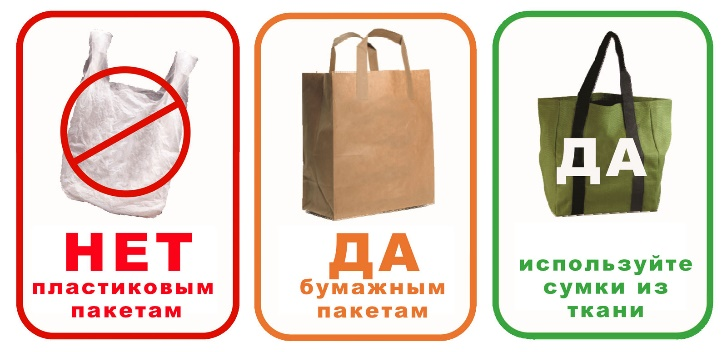 НЕТ
пластиковым
пакетам
ДА
бумажным
пакетам
ДА
используйте
сумки из
ткани